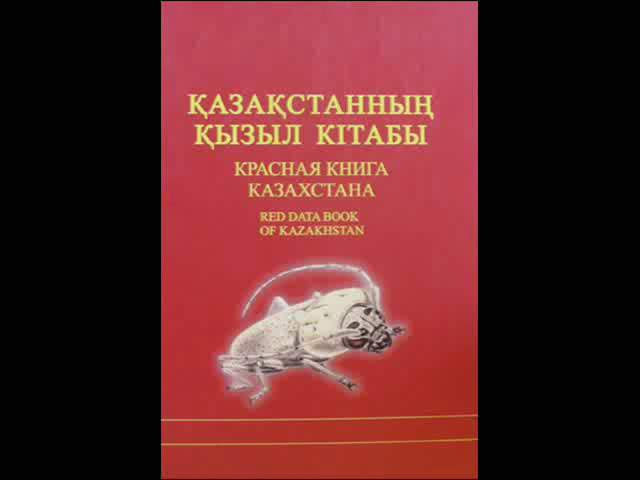 ҚАЗАҚСТАННЫҢ
ҚЫЗЫЛ КІТАБЫ
КРАСНАЯ КНИГА
КАЗАХСТАНА
RED DATA BOOK
OF KAZAKHSTAN